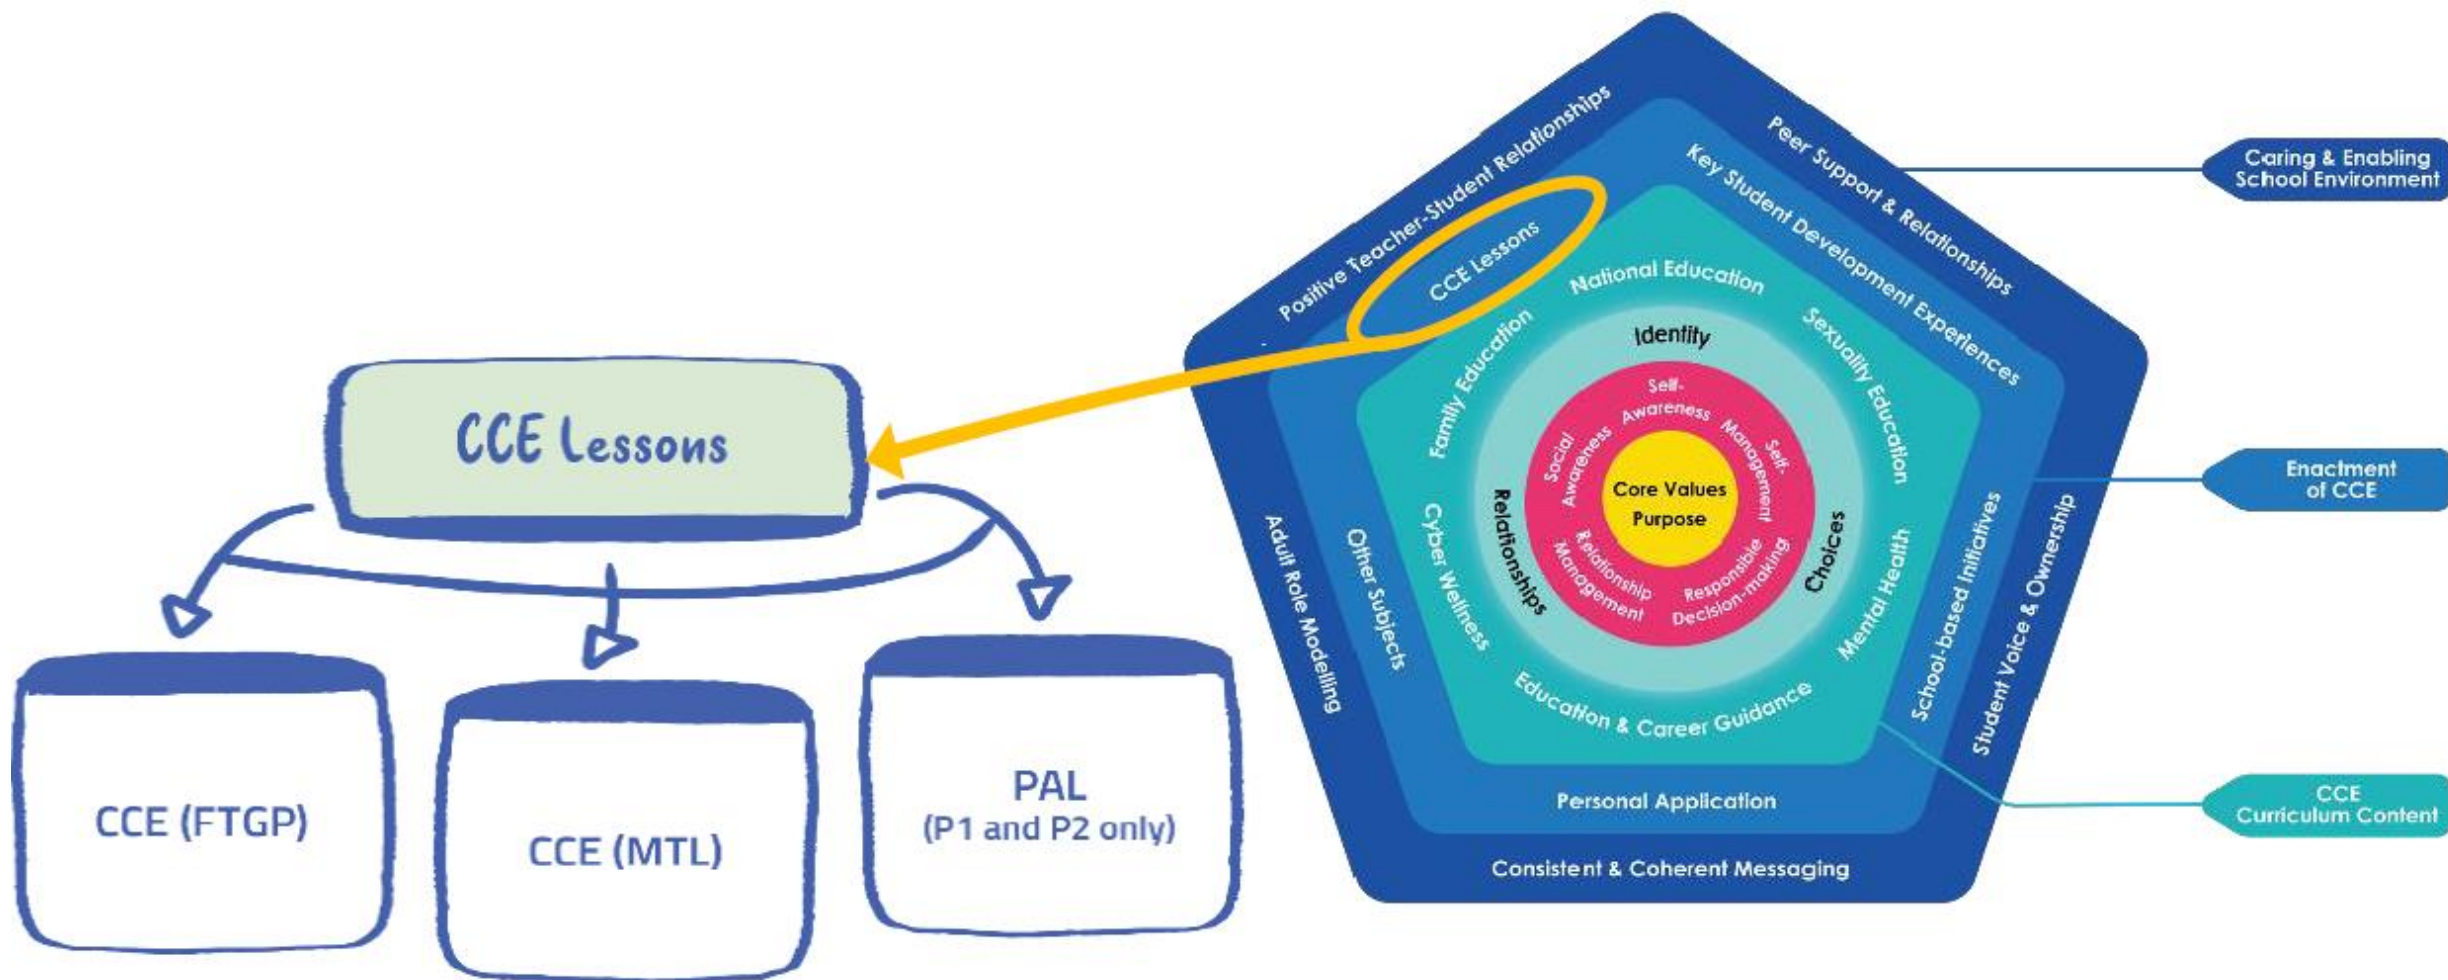 CCE Lessons
CCE (FTGP)
CCE (MTL)
PAL
(P1 and P2 only)
Positive Teacher-Student Relationships
Peer Support & Relationships
Student Voice & Ownership
Consistent & Coherent Messaging
Adult Role Modelling
CCE Lessons
Key Student Development Experiences
School-based Initiatives
Personal Application
Other Subjects
National Education
Sexuality Education
Mental Health
Education & Career Guidance
Cyber Wellness
Family Education
Identity
Choices
Relationships
Self-
Awareness
Self-
Management
Responsible
Decision-making
Relationship
Management
Social
Awareness
Core Values
Purpose
Caring & Enabling
School Environment
Enactment
of CCE
CCE
Curriculum Content